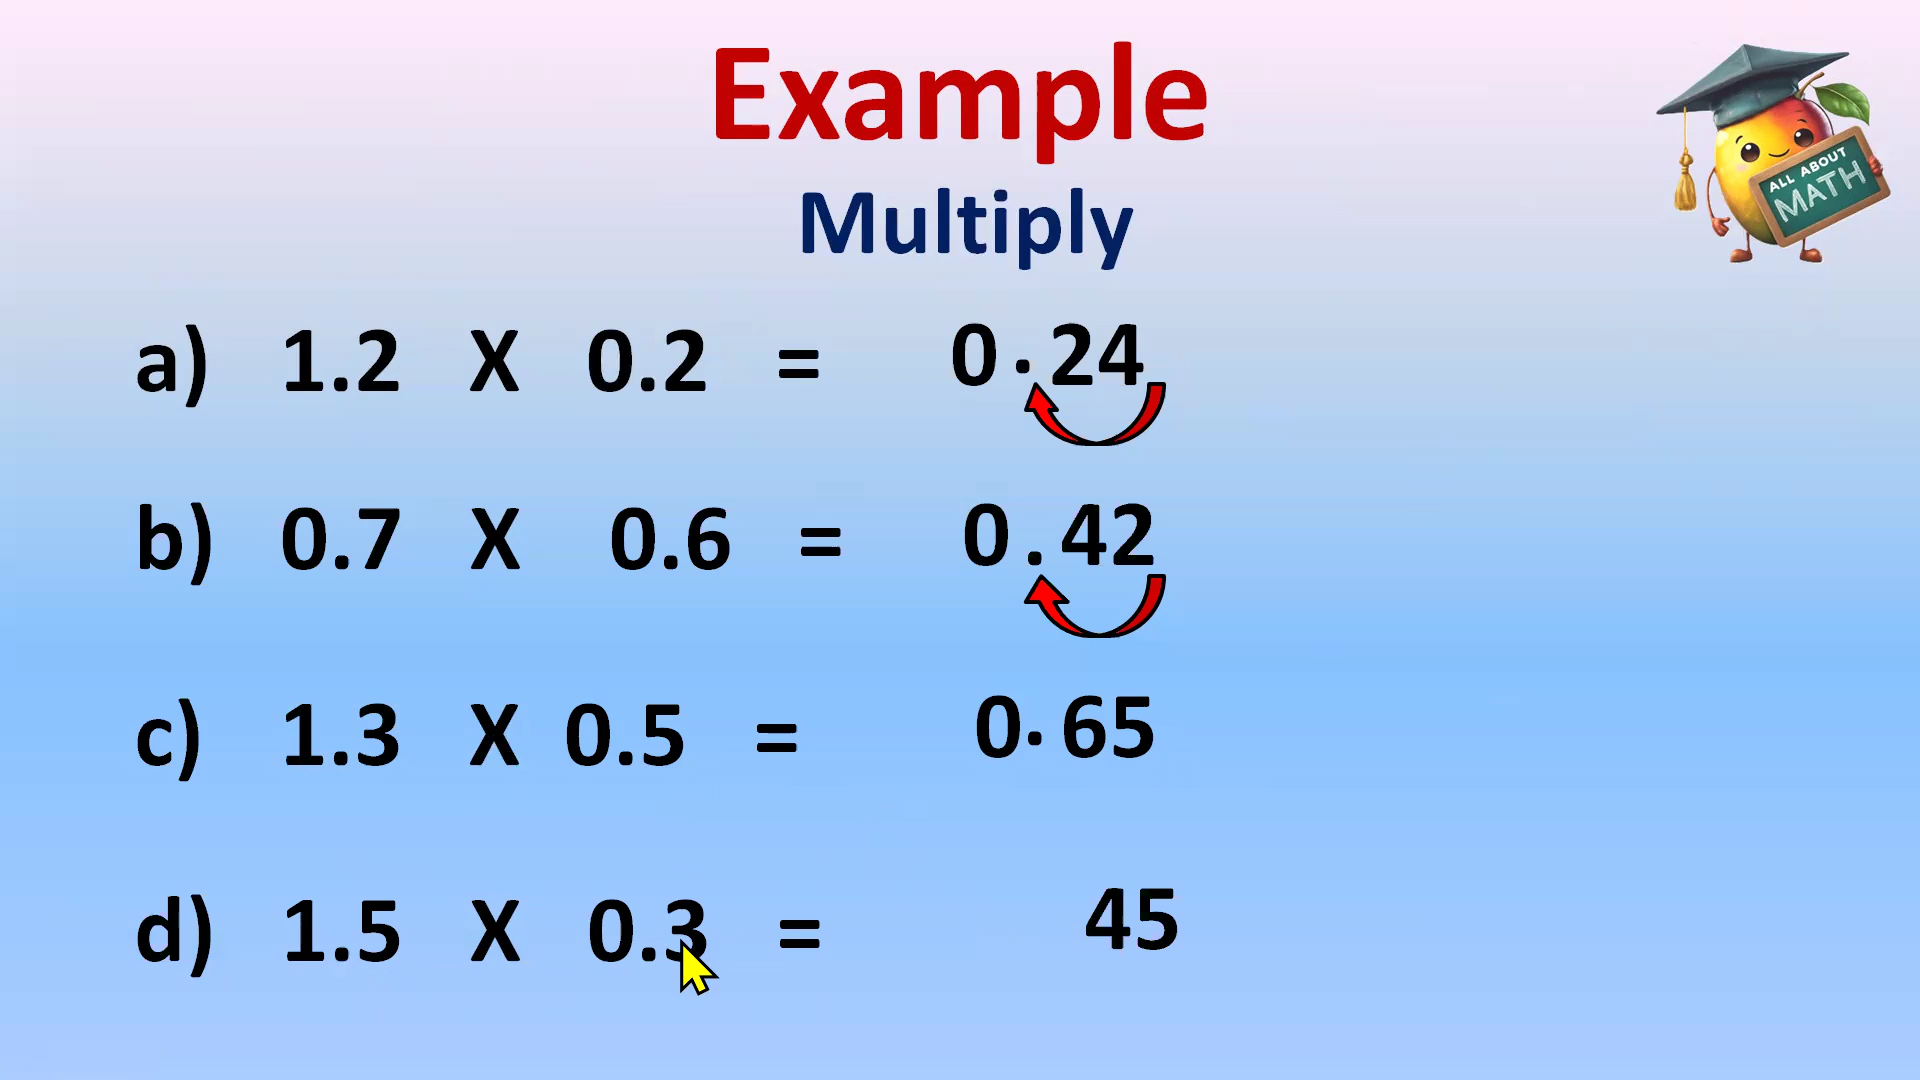 Example
ALL ABOUT
MATH
Multiply
a) 1.2 X 0.2 = 0.24
b) 0.7 X 0.6 = 0.42
c) 1.3 X 0.5 = 0.65
d) 1.5 X 0.3 = 45